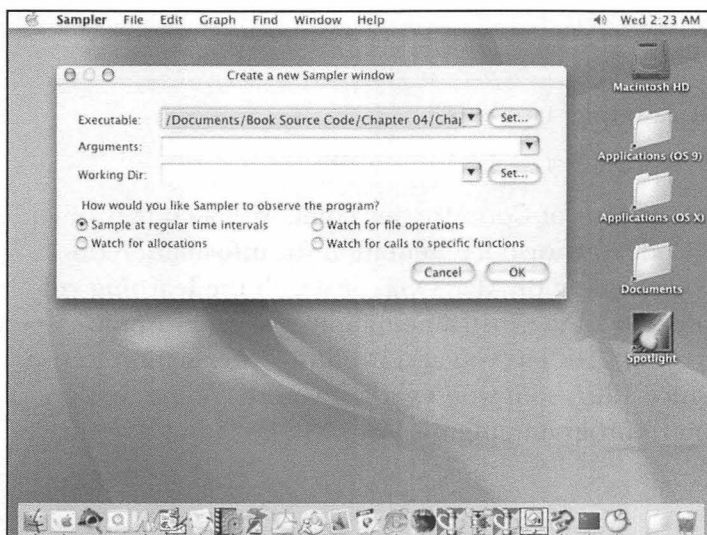 Sampler File Edit Graph Find Window Help Wed 2:23 AM
Create a new Sampler window
Executable: /Documents/Book Source Code/Chapter 04/Chap Set...
Arguments:
Working Dir: Set...
How would you like Sampler to observe the program?
Sample at regular time intervals Watch for file operations
Watch for allocations Watch for calls to specific functions
Cancel OK
Macintosh HD
Applications (OS 9)
Applications (OS X)
Documents
Spotlight